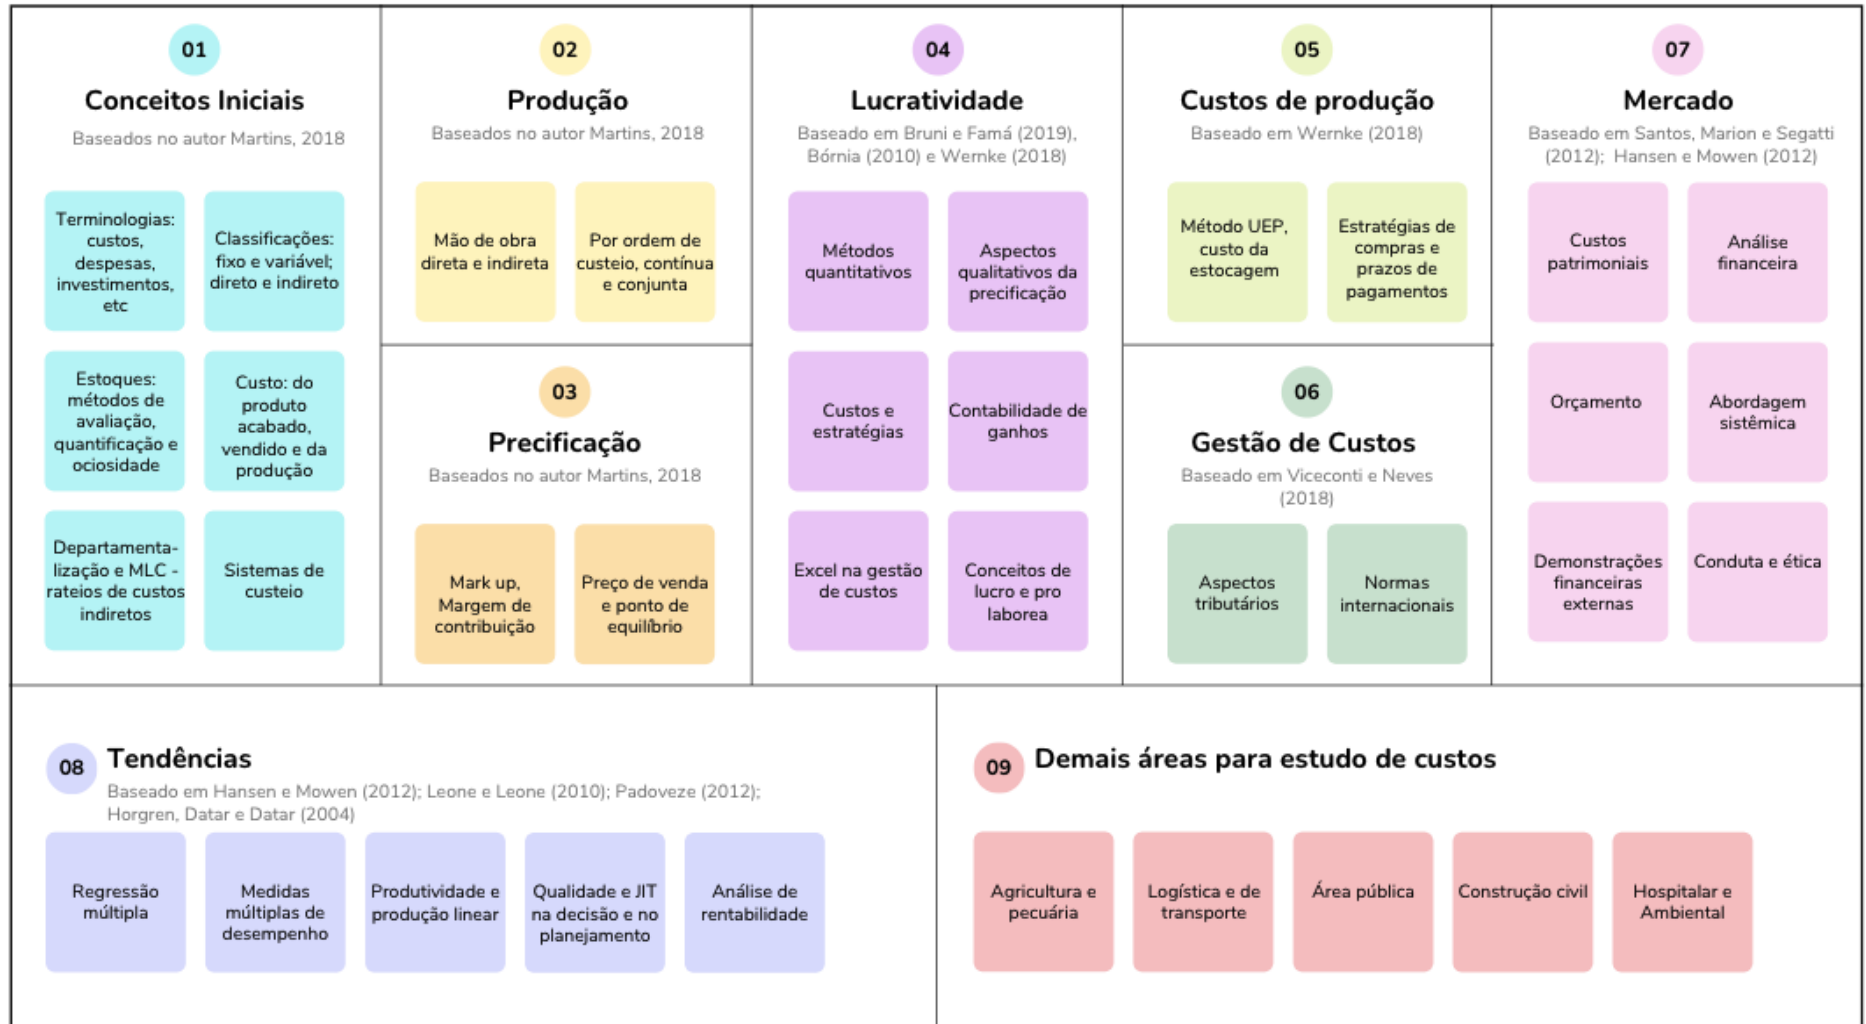 01
Conceitos Iniciais
Baseados no autor Martins, 2018
Terminologias:
custos,
despesas,
investimentos,
etc
Classificações:
fixo e variável;
direto e indireto
Estoques:
métodos de
avaliação,
quantificação e
ociosidade
Custo: do
produto
acabado,
vendido e da
produção
Departamenta-
lização e MLC -
rateios de custos
indiretos
Sistemas de
custeio
02
Produção
Baseados no autor Martins, 2018
Mão de obra
direta e indireta
Por ordem de
custeio, contínua
e conjunta
03
Precificação
Baseados no autor Martins, 2018
Mark up,
Margem de
contribuição
Preço de venda
e ponto de
equilíbrio
04
Lucratividade
Baseado em Bruni e Famá (2019),
Bórnia (2010) e Wernke (2018)
Métodos
quantitativos
Aspectos
qualitativos da
precificação
Custos e
estratégias
Contabilidade de
ganhos
Excel na gestão
de custos
Conceitos de
lucro e pro
laborea
05
Custos de produção
Baseado em Wernke (2018)
Método UEP,
custo da
estocagem
Estratégias de
compras e
prazos de
pagamentos
06
Gestão de Custos
Baseado em Viceconti e Neves
(2018)
Aspectos
tributários
Normas
internacionais
07
Mercado
Baseado em Santos, Marion e Segatti
(2012); Hansen e Mowen (2012)
Custos
patrimoniais
Análise
financeira
Orçamento
Abordagem
sistêmica
Demonstrações
financeiras
externas
Conduta e ética
08
Tendências
Baseado em Hansen e Mowen (2012); Leone e Leone (2010); Padoveze (2012);
Horgren, Datar e Datar (2004)
Regressão
múltipla
Medidas
múltiplas de
desempenho
Produtividade e
produção linear
Qualidade e JIT
na decisão e no
planejamento
Análise de
rentabilidade
09
Demais áreas para estudo de custos
Agricultura e
pecuária
Logística e de
transporte
Área pública
Construção civil
Hospitalar e
Ambiental